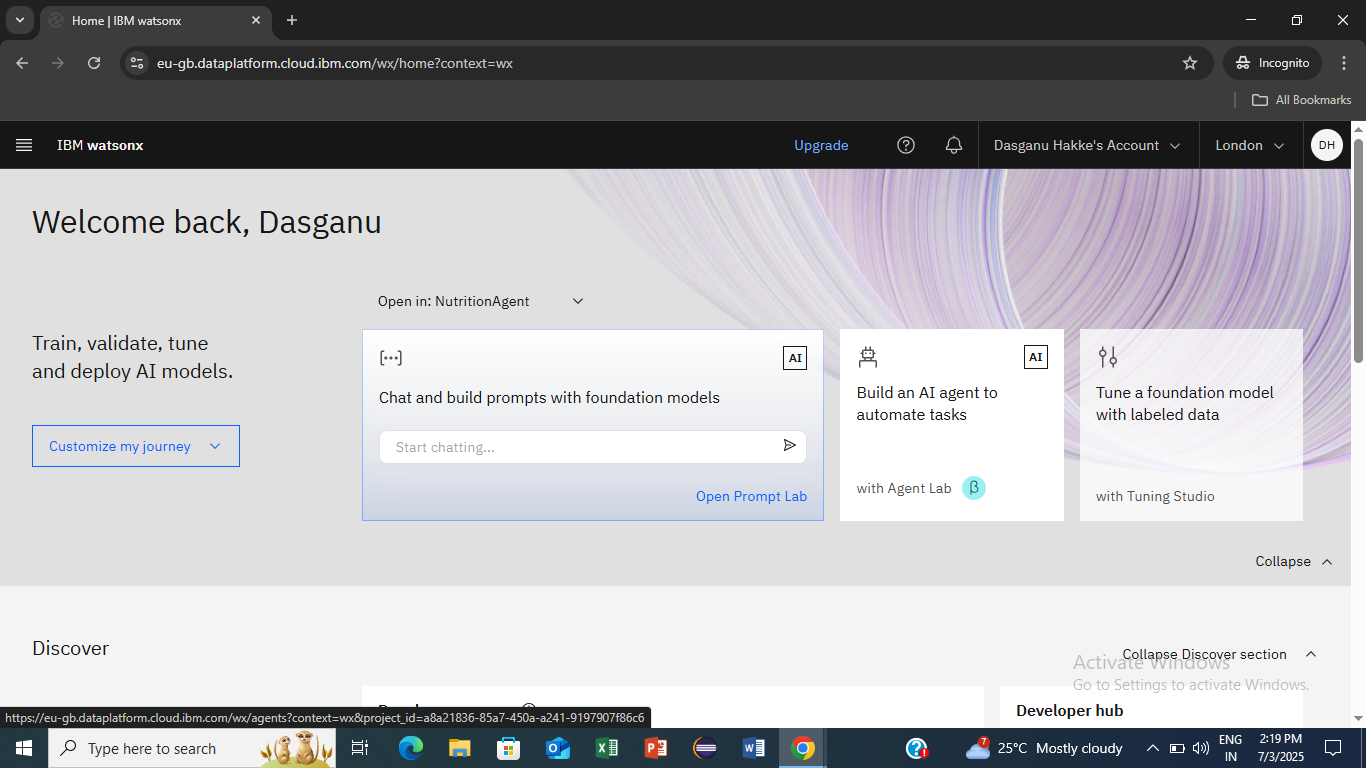 Home | IBM watsonx
eu-gb.dataplatform.cloud.ibm.com/wx/home?context=wx
Incognito
All Bookmarks
IBM watsonx
Upgrade
Dasganu Hakke's Account
London
DH
Welcome back, Dasganu
Open in: NutritionAgent
Train, validate, tune
and deploy AI models.
Customize my journey
AI
Chat and build prompts with foundation models
Start chatting...
Open Prompt Lab
AI
Build an AI agent to
automate tasks
with Agent Lab β
Tune a foundation model
with labeled data
with Tuning Studio
Collapse
Discover
Collapse Discover section
Activate Windows
Go to Settings to activate Windows.
Developer hub
https://eu-gb.dataplatform.cloud.ibm.com/wx/agents?context=wx&project_id=a8a21836-85a7-450a-a241-9197907f86c6
Type here to search
7
25°C Mostly cloudy
ENG
IN
2:19 PM
7/3/2025